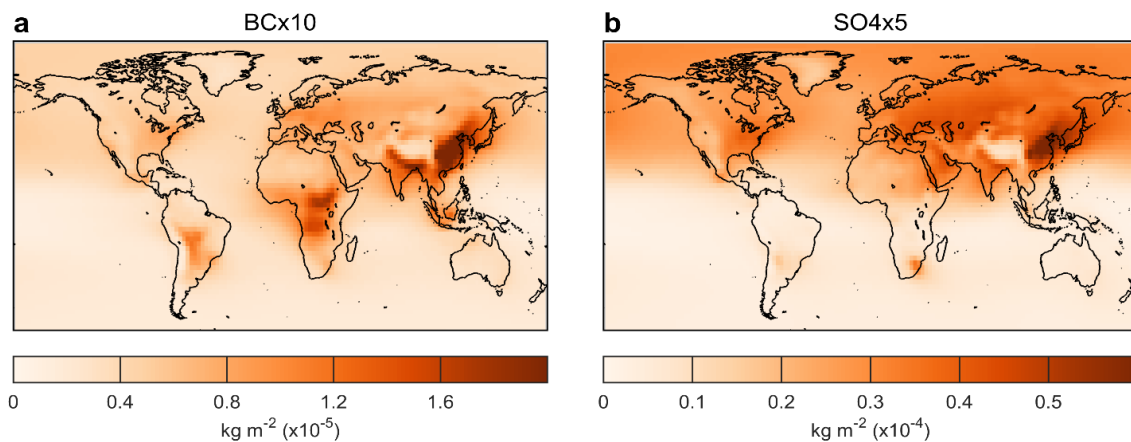 a BCx10
b SO4x5
0 0.4 0.8 1.2 1.6
0 0.1 0.2 0.3 0.4 0.5
kg m⁻² (x10⁻⁵)
kg m⁻² (x10⁻⁴)